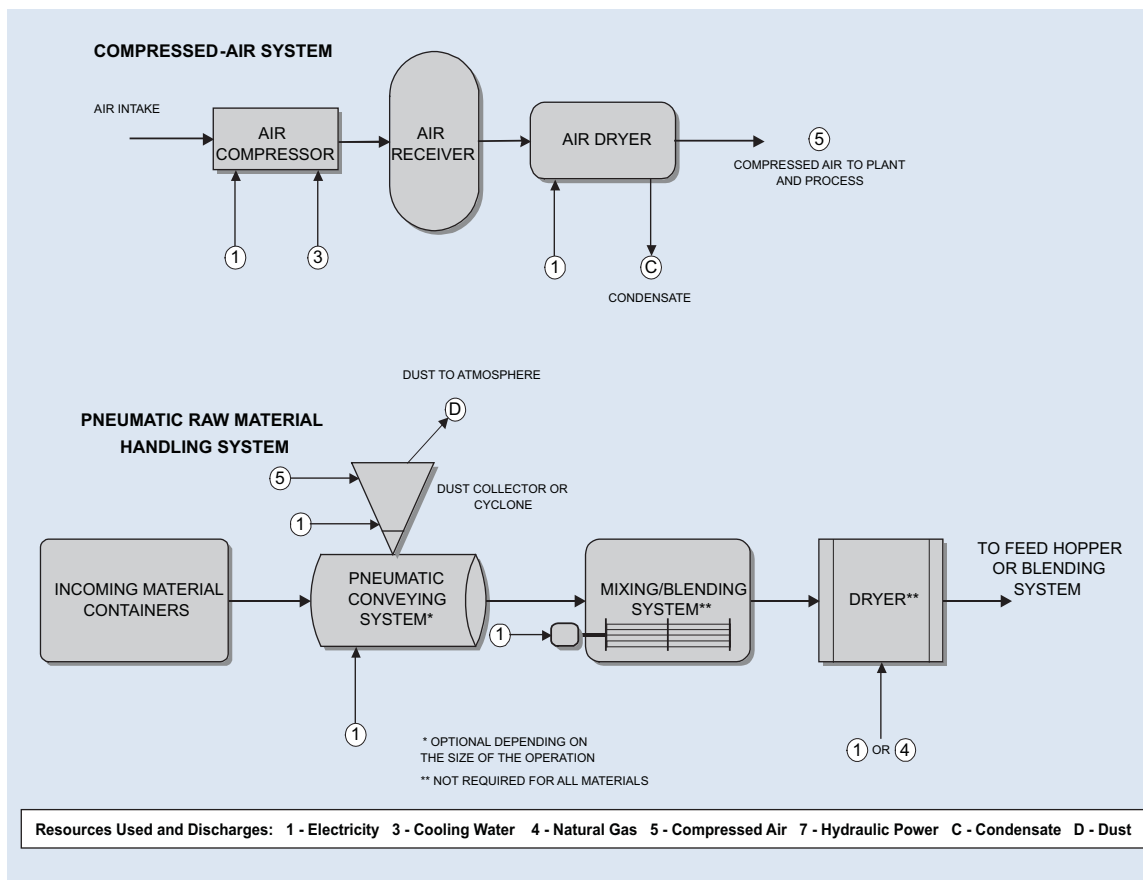 COMPRESSED-AIR SYSTEM
AIR INTAKE
AIR
COMPRESSOR
AIR
RECEIVER
AIR DRYER
5
COMPRESSED AIR TO PLANT
AND PROCESS
1
3
1
C
CONDENSATE
DUST TO ATMOSPHERE
D
PNEUMATIC RAW MATERIAL
HANDLING SYSTEM
5
DUST COLLECTOR OR
CYCLONE
1
INCOMING MATERIAL
CONTAINERS
PNEUMATIC
CONVEYING
SYSTEM*
1
MIXING/BLENDING
SYSTEM**
1
DRYER**
TO FEED HOPPER
OR BLENDING
SYSTEM
1 OR 4
* OPTIONAL DEPENDING ON
THE SIZE OF THE OPERATION
** NOT REQUIRED FOR ALL MATERIALS
Resources Used and Discharges: 1 - Electricity 3 - Cooling Water 4 - Natural Gas 5 - Compressed Air 7 - Hydraulic Power C - Condensate D - Dust